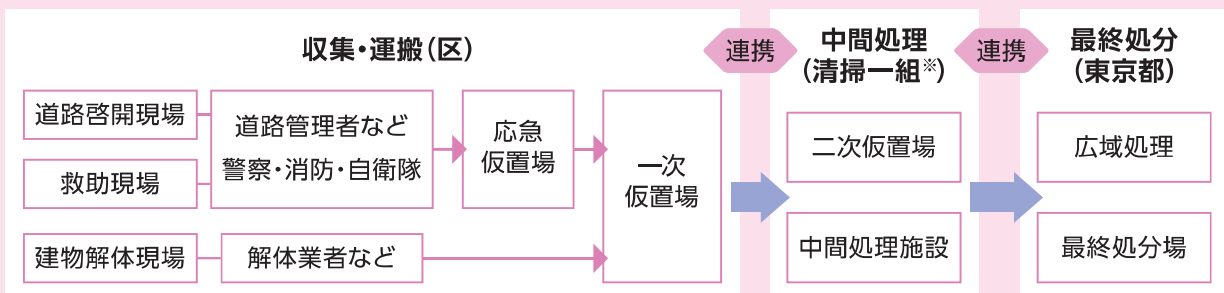 収集・運搬(区)
連携
中間処理
(清掃一組※)
連携
最終処分
(東京都)
道路啓開現場
救助現場
道路管理者など
警察・消防・自衛隊
応急
仮置場
一次
仮置場
建物解体現場
解体業者など
二次仮置場
中間処理施設
広域処理
最終処分場